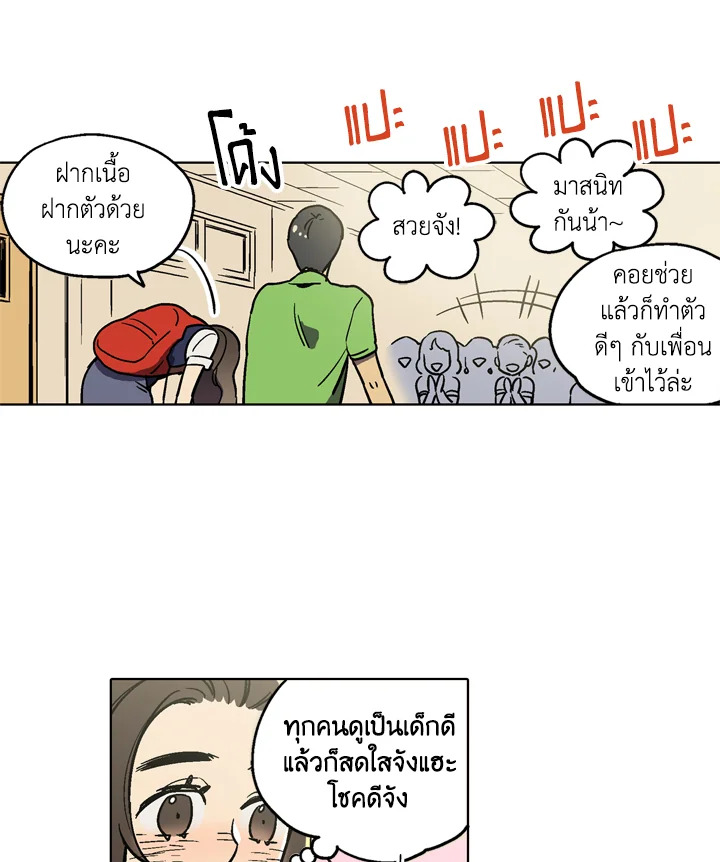 ฝากเนื้อ
ฝากตัวด้วย
นะคะ
โค้ง
แปะ
แปะ
แปะ
แปะ
สวยจัง!
มาสนิท
กันน้า~
คอยช่วย
แล้วก็ทำตัว
ดีๆ กับเพื่อน
เข้าไว้ล่ะ
ทุกคนดูเป็นเด็กดี
แล้วก็สดใสจังแฮะ
โชคดีจัง